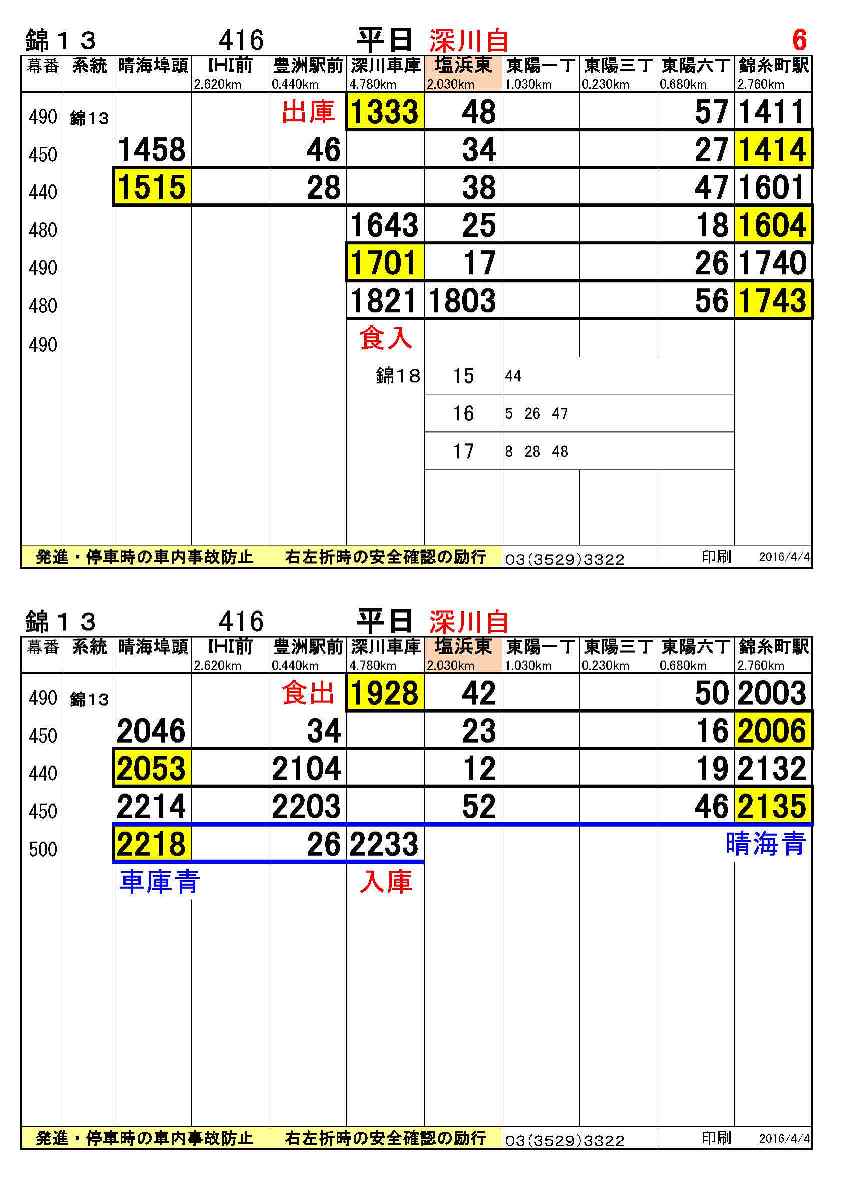 錦１３ 416 平日 深川自 6
幕番 系統 晴海埠頭 IHI前 豊洲駅前 深川車庫 塩浜東 東陽一丁 東陽三丁 東陽六丁 錦糸町駅
2.620km 0.440km 4.780km 2.030km 1.030km 0.230km 0.680km 2.760km
490 錦13 出庫 1333 48 57 1411
450 1458 46 34 27 1414
440 1515 28 38 47 1601
480 1643 25 18 1604
490 1701 17 26 1740
480 1821 1803 56 1743
490 食入
錦18 15 44
16 5 26 47
17 8 28 48
発進・停車時の車内事故防止 右左折時の安全確認の励行 03(3529)3322 印刷 2016/4/4
錦１３ 416 平日 深川自
幕番 系統 晴海埠頭 IHI前 豊洲駅前 深川車庫 塩浜東 東陽一丁 東陽三丁 東陽六丁 錦糸町駅
2.620km 0.440km 4.780km 2.030km 1.030km 0.230km 0.680km 2.760km
490 錦13 食出 1928 42 50 2003
450 2046 34 23 16 2006
440 2053 2104 12 19 2132
450 2214 2203 52 46 2135
500 2218 26 2233 晴海青
車庫青 入庫
発進・停車時の車内事故防止 右左折時の安全確認の励行 03(3529)3322 印刷 2016/4/4